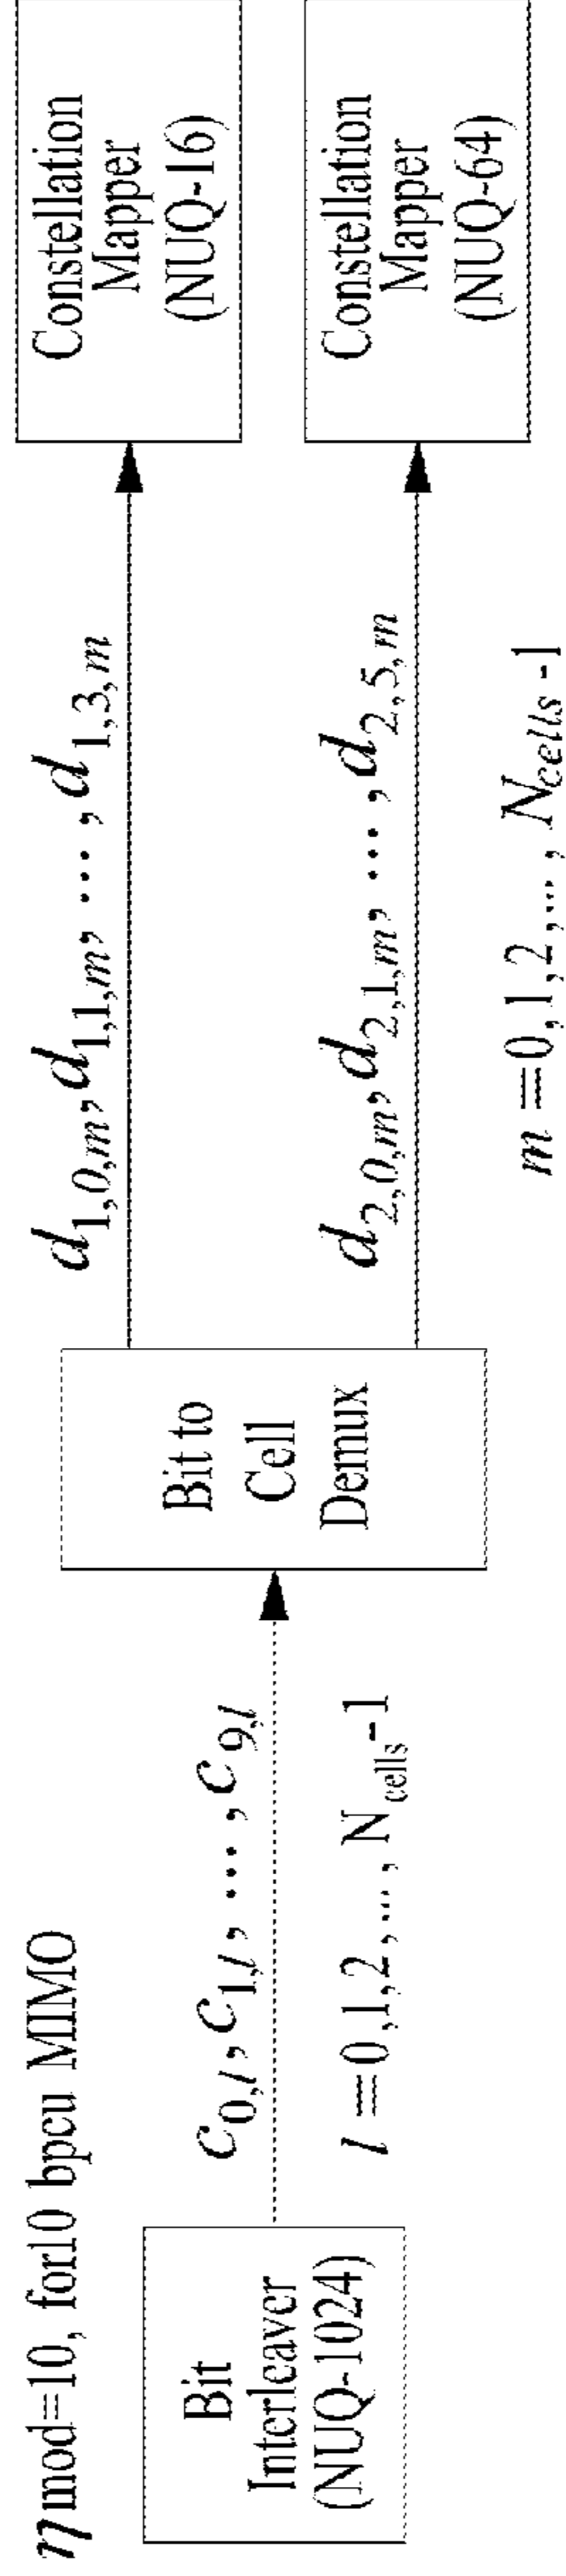 η mod=10, for10 bpcu MIMO
Bit
Interleaver
(NUQ-1024)
c0,l, c1,l, ..., c9,l
l =0,1,2,..., Ncells-1
Bit to
Cell
Demux
d1,0,m, d1,1,m, ..., d1,3,m
d2,0,m, d2,1,m, ..., d2,5,m
m =0,1,2,..., Ncells-1
Constellation
Mapper
(NUQ-16)
Constellation
Mapper
(NUQ-64)